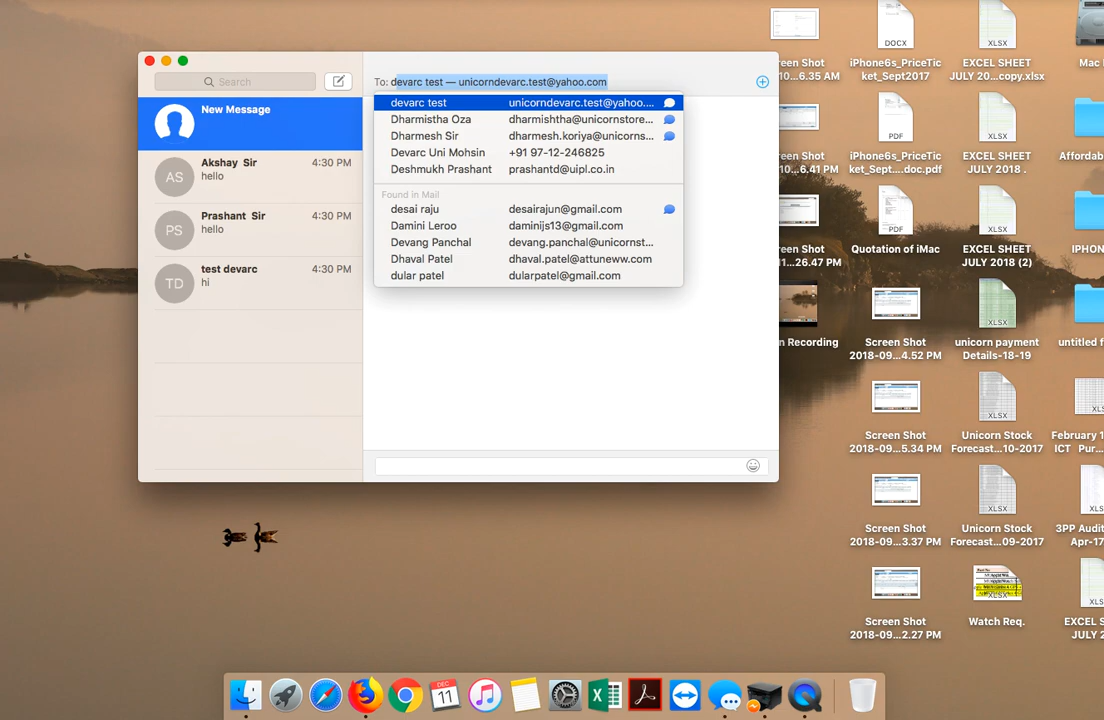 Search
To: devarc test — unicorndevarc.test@yahoo.com
New Message
Akshay Sir 4:30 PM
hello
AS
Prashant Sir 4:30 PM
hello
PS
test devarc 4:30 PM
hi
TD
devarc test unicorndevarc.test@yahoo....
Dharmistha Oza dharmishtha@unicornstore...
Dharmesh Sir dharmesh.koriya@unicorns...
Devarc Uni Mohsin +91 97-12-246825
Deshmukh Prashant prashantd@uipl.co.in
Found in Mail
desai raju desairajun@gmail.com
Damini Leroo daminijs13@gmail.com
Devang Panchal devang.panchal@unicornst...
Dhaval Patel dhaval.patel@attuneww.com
dular patel dularpatel@gmail.com
reen Shot
10...6.35 AM
DOCX
iPhone6s_PriceTic
ket_Sept2017
XLSX
EXCEL SHEET
JULY 20...copy.xlsx
Mac
reen Shot
...6.41 PM
PDF
iPhone6s_PriceTic
ket_Sept....doc.pdf
XLSX
EXCEL SHEET
JULY 2018 .
Affordab
reen Shot
11...26.47 PM
PDF
Quotation of iMac
XLSX
EXCEL SHEET
JULY 2018 (2)
IPHON
n Recording
Screen Shot
2018-09...4.52 PM
XLSX
unicorn payment
Details-18-19
untitled f
Screen Shot
2018-09...5.34 PM
XLSX
Unicorn Stock
Forecast...10-2017
February 1
ICT Pur...
Screen Shot
2018-09...3.37 PM
XLSX
Unicorn Stock
Forecast...09-2017
XLS
3PP Audit
Apr-17
Screen Shot
2018-09...2.27 PM
XLSX
Watch Req.
XLS
EXCEL S
JULY 2
DEC
11